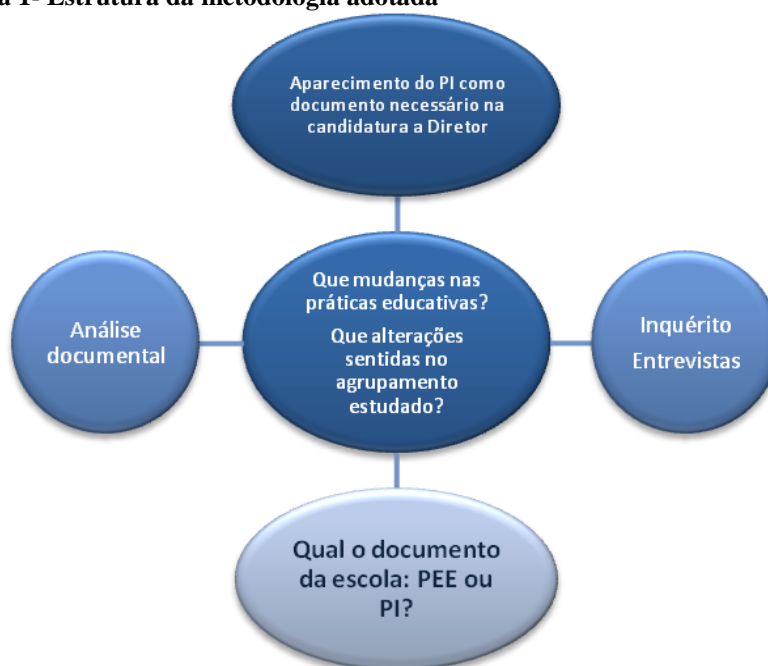 a 1- Estrutura da metodologia adotada
Aparecimento do PI como
documento necessário na
candidatura a Diretor
Que mudanças nas
práticas educativas?
Que alterações
sentidas no
agrupamento
estudado?
Análise
documental
Inquérito
Entrevistas
Qual o documento
da escola: PEE ou
PI?